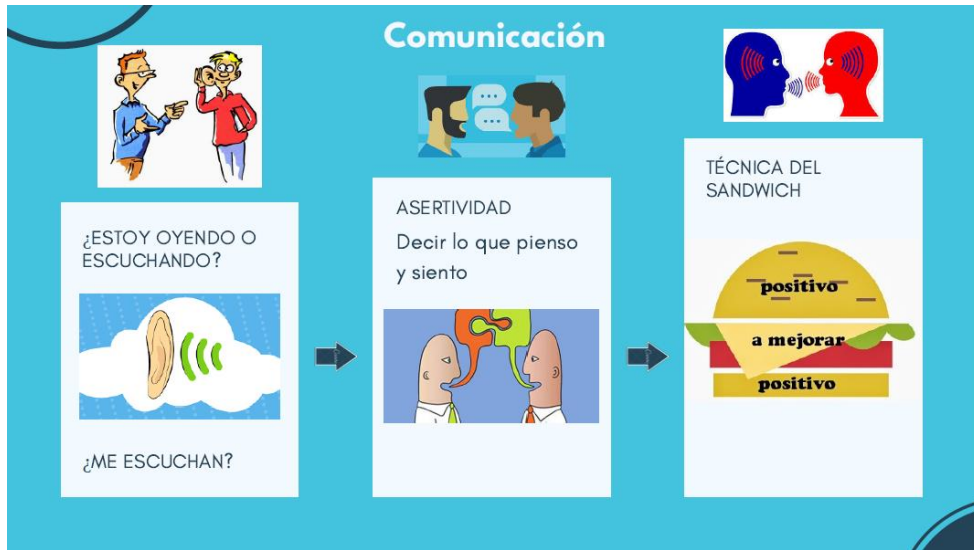 Comunicación
¿ESTOY OYENDO O
ESCUCHANDO?
¿ME ESCUCHAN?
ASERTIVIDAD
Decir lo que pienso
y siento
TÉCNICA DEL
SANDWICH
positivo
a mejorar
positivo